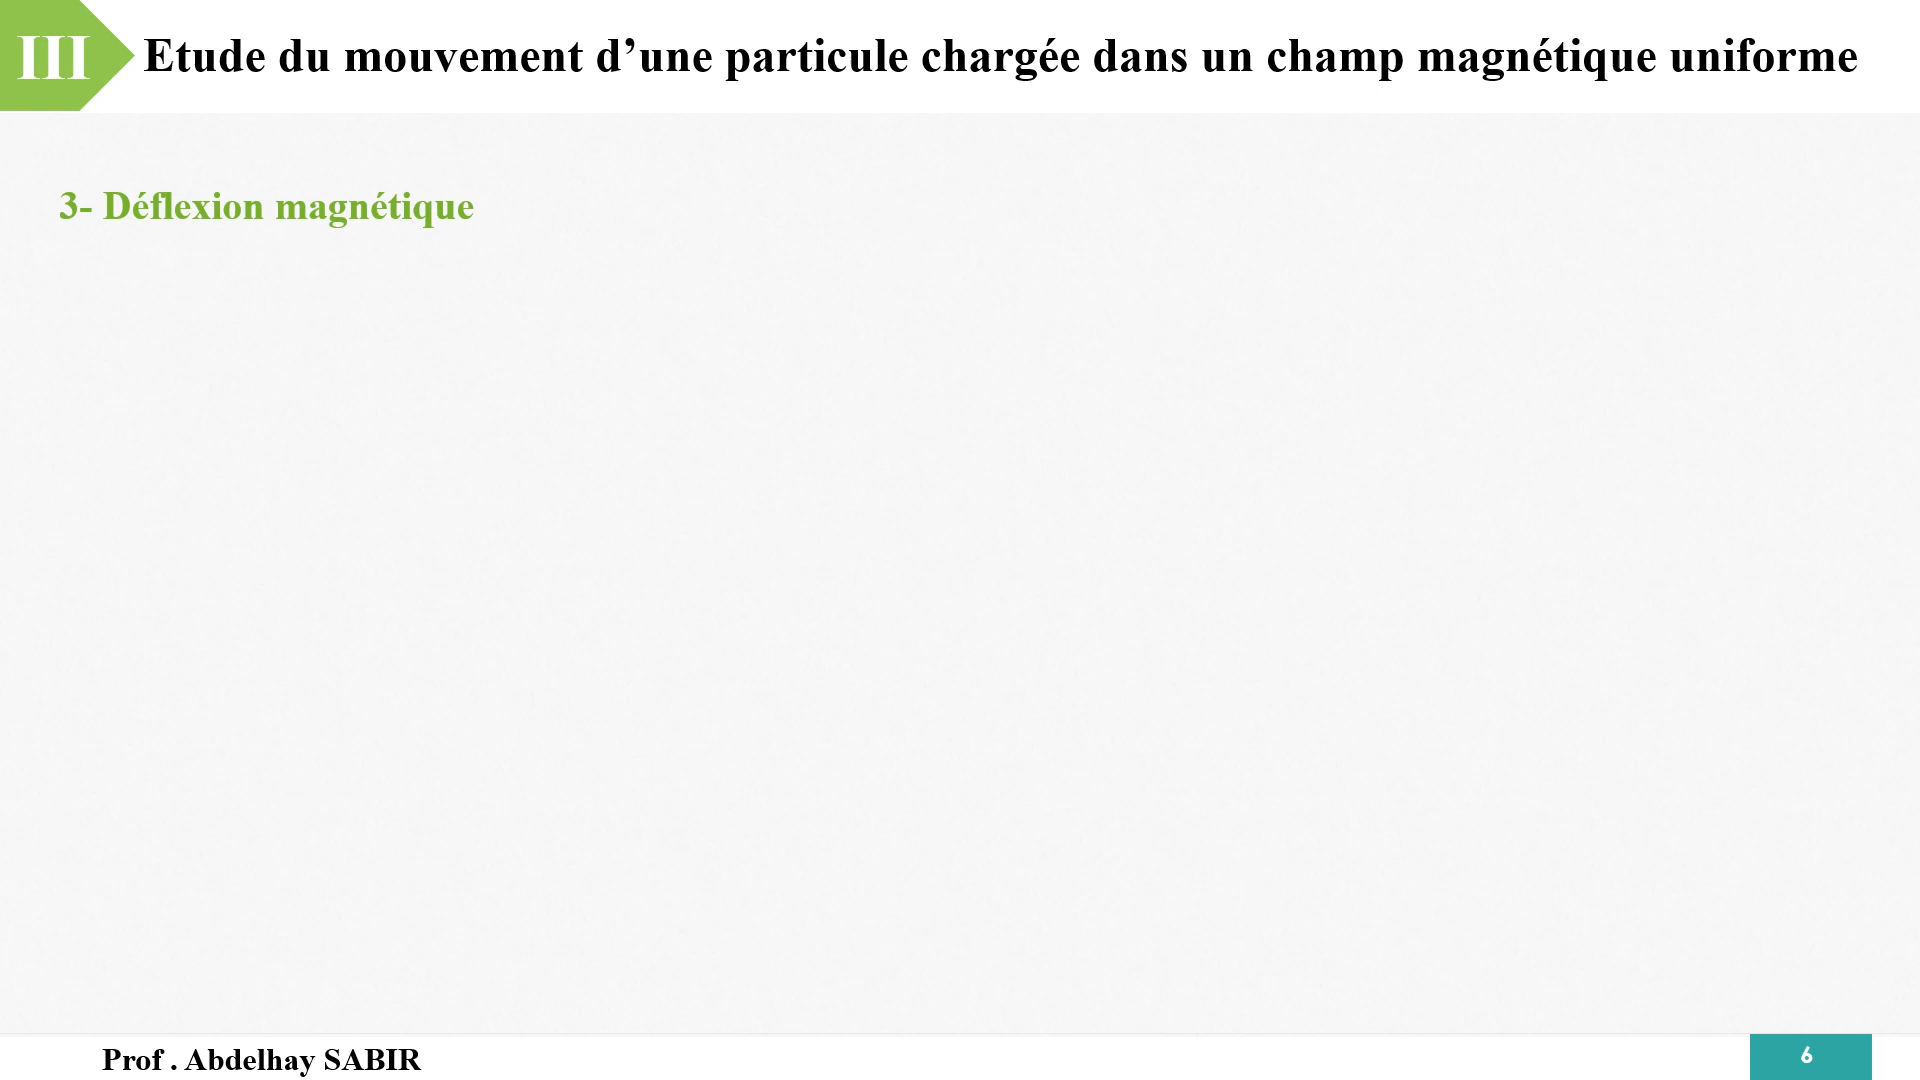 III
Etude du mouvement d’une particule chargée dans un champ magnétique uniforme
3- Déflexion magnétique
Prof . Abdelhay SABIR
6